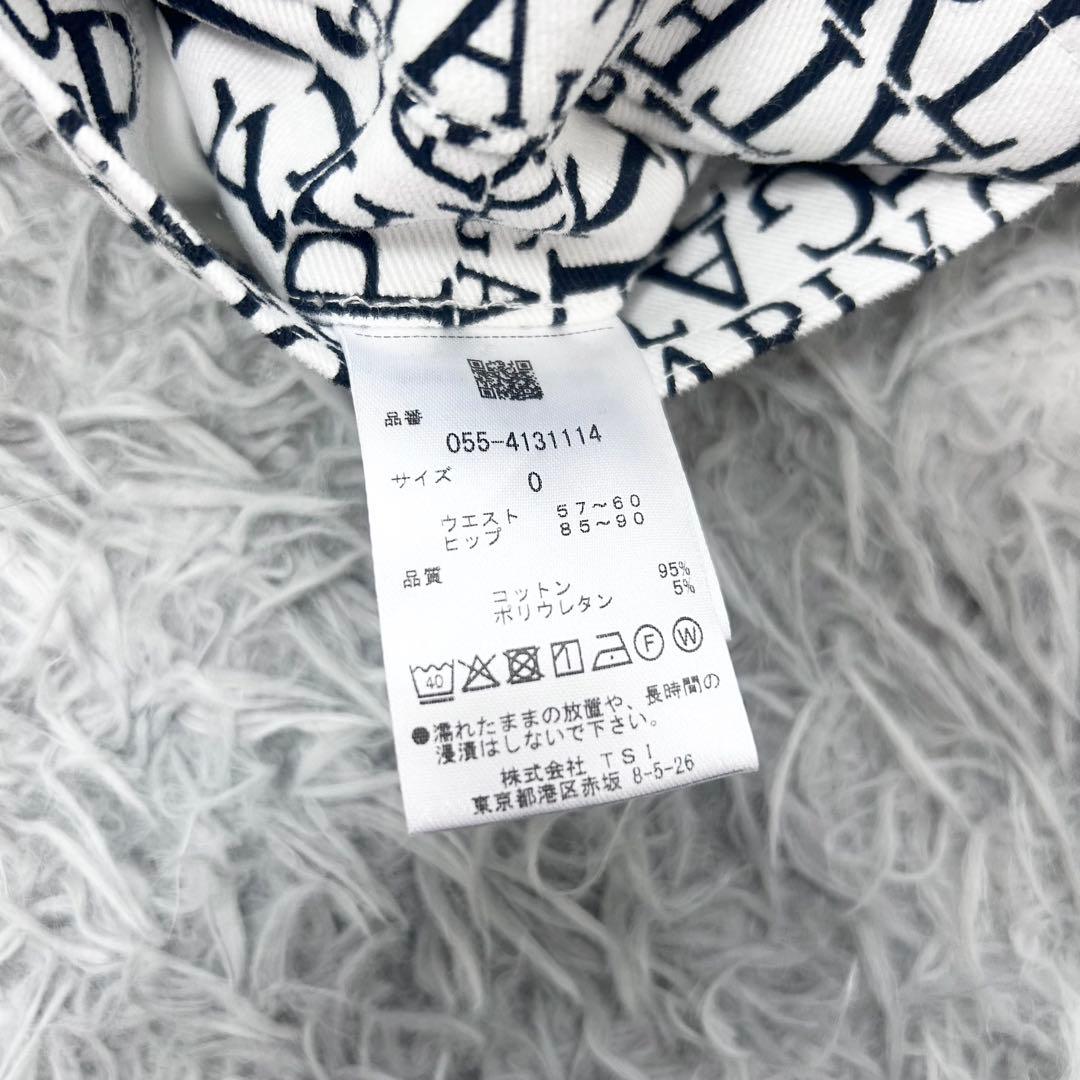 品番
055-4131114
サイズ 0
ウエスト 57～60
ヒップ 85～90
品質
コットン 95%
ポリウレタン 5%
40 F W
●濡れたままの放置や、長時間の
浸漬はしないで下さい。
株式会社 TSI
東京都港区赤坂 8-5-26